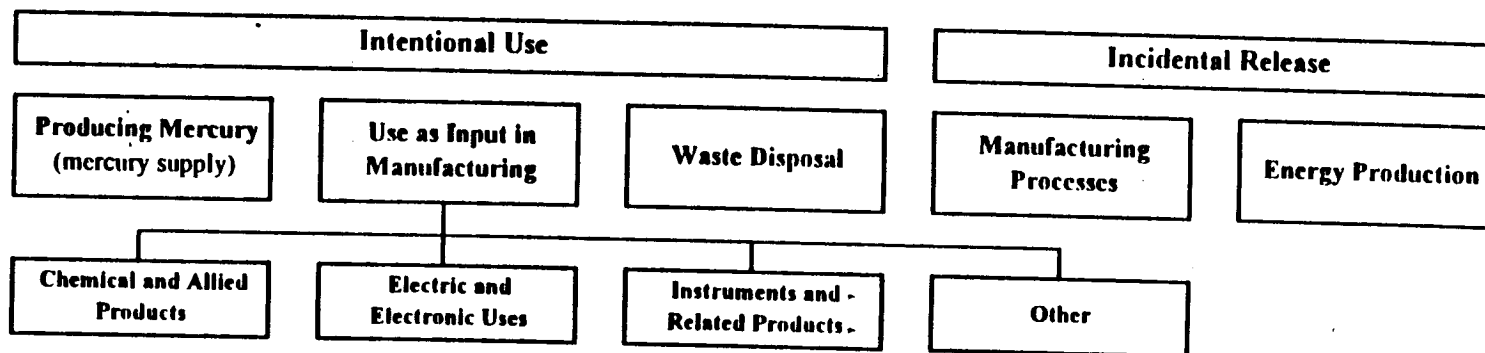 Intentional Use
Incidental Release
Producing Mercury
(mercury supply)
Use as Input in
Manufacturing
Waste Disposal
Manufacturing
Processes
Energy Production
Chemical and Allied
Products
Electric and
Electronic Uses
Instruments and
Related Products
Other